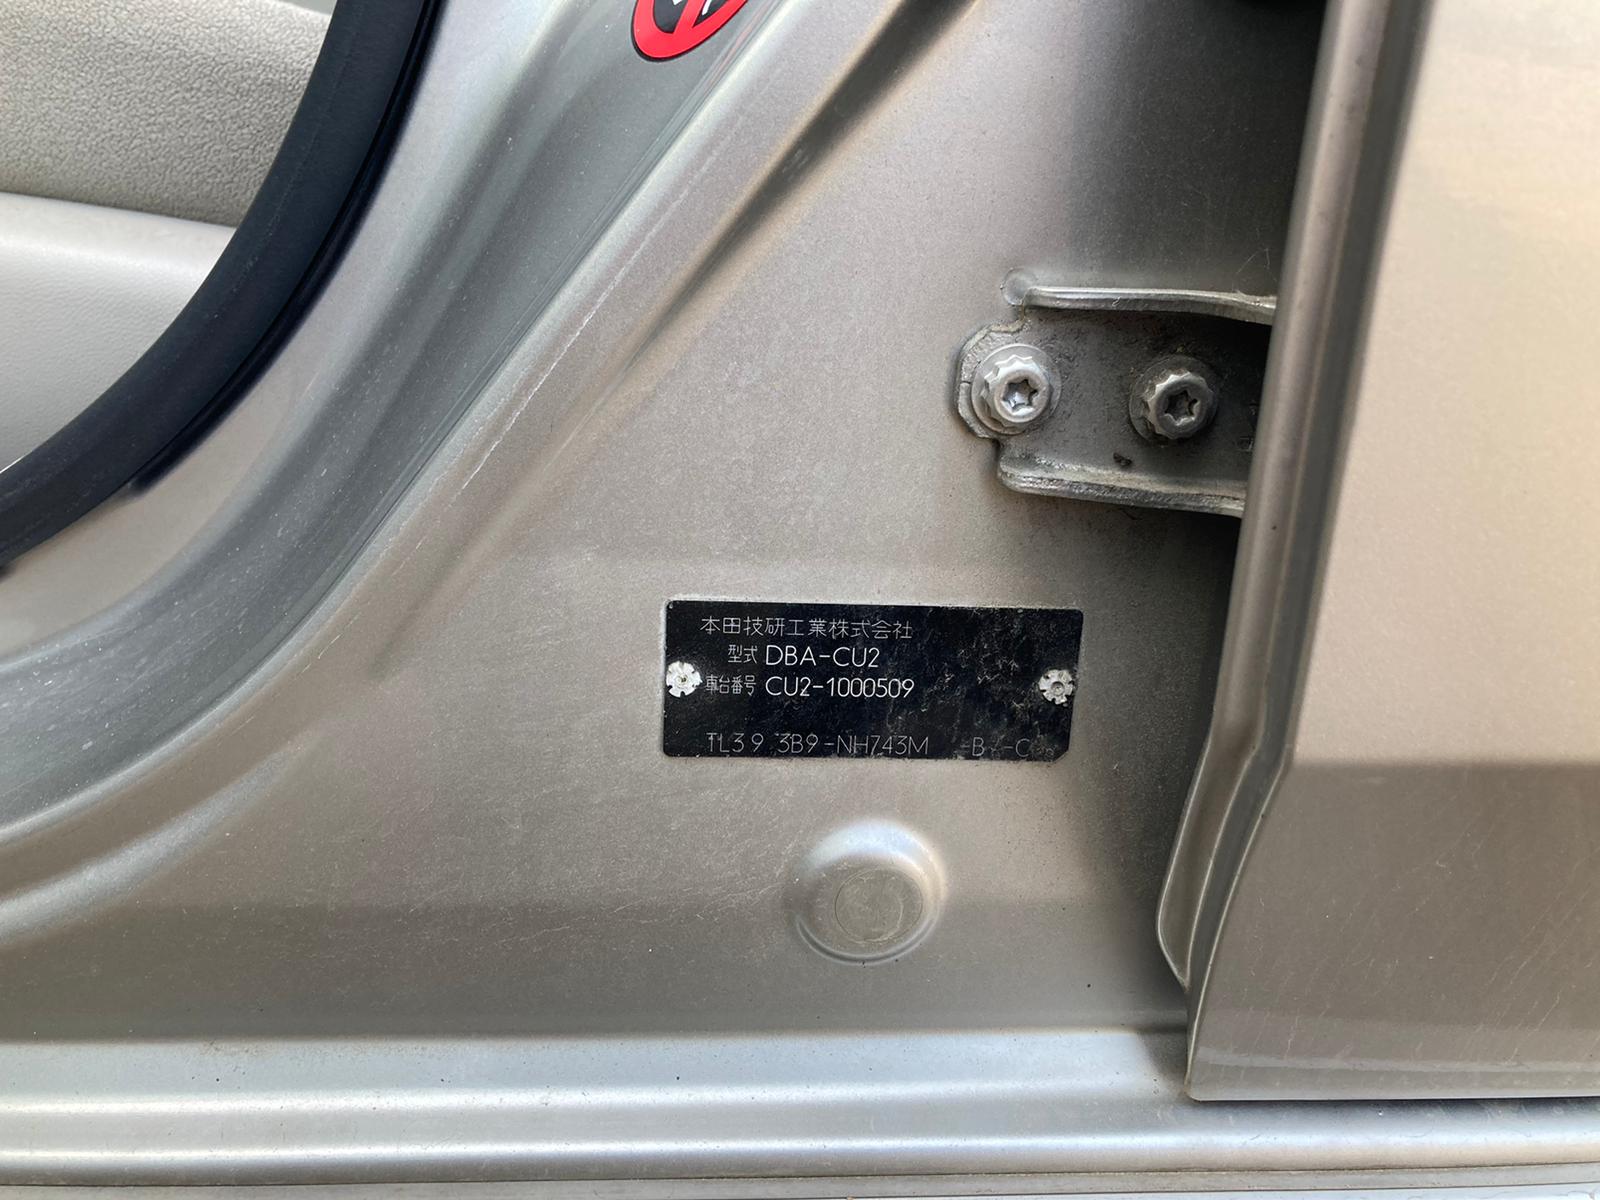 本田技研工業株式会社
型式 DBA-CU2
車台番号 CU2-1000509
TL39 3B9-NH743M -B -C